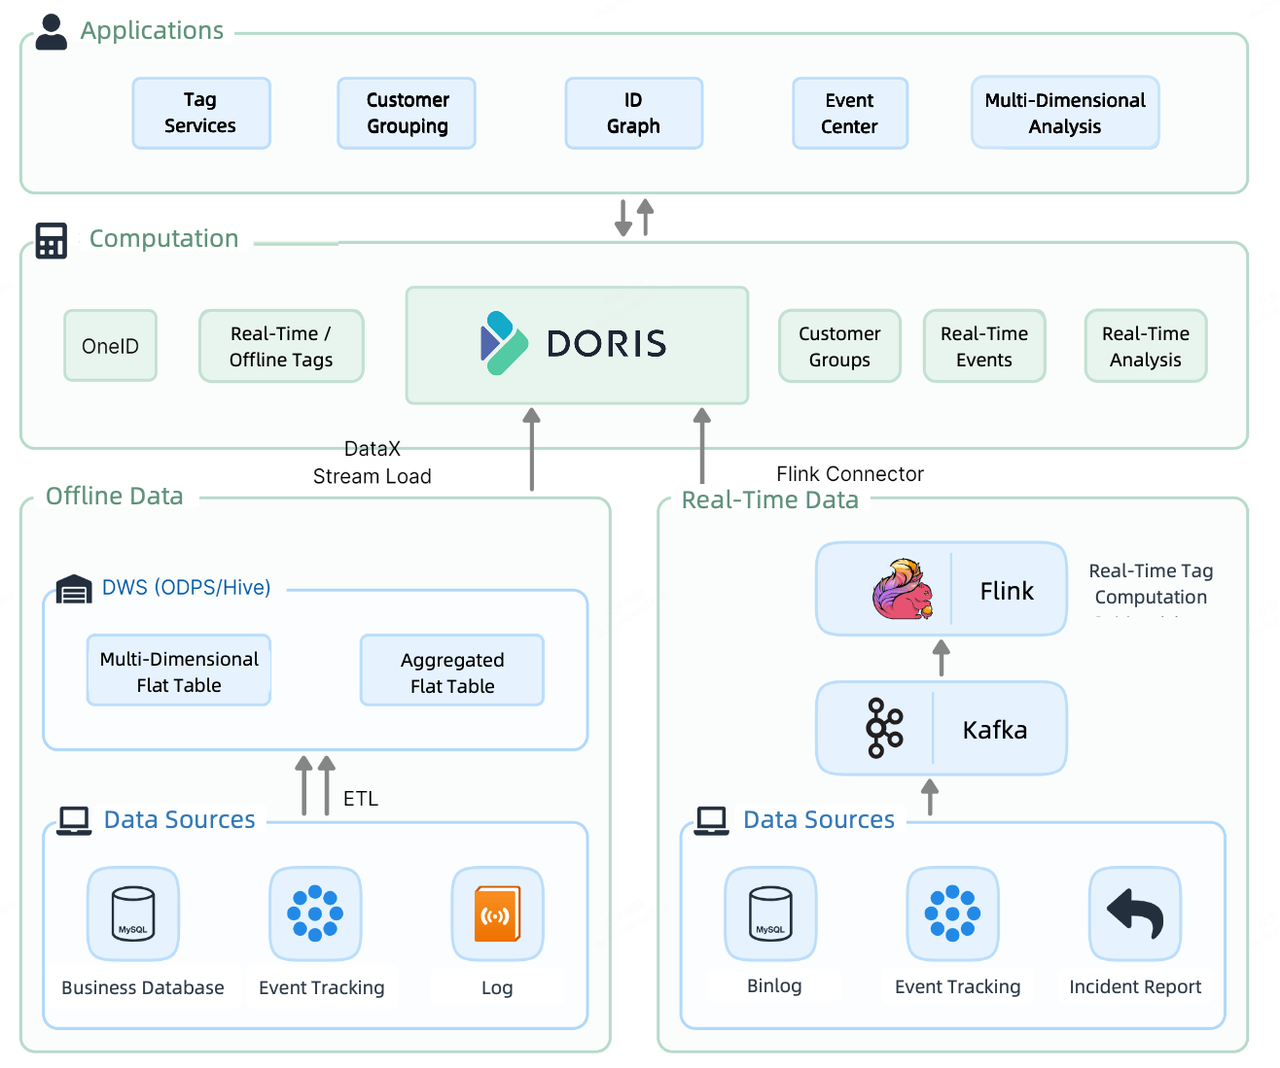 Applications
Tag
Services
Customer
Grouping
ID
Graph
Event
Center
Multi-Dimensional
Analysis
Computation
OneID
Real-Time /
Offline Tags
DORIS
Customer
Groups
Real-Time
Events
Real-Time
Analysis
DataX
Stream Load
Flink Connector
Offline Data
DWS (ODPS/Hive)
Multi-Dimensional
Flat Table
Aggregated
Flat Table
ETL
Data Sources
MySQL
Business Database
Event Tracking
Log
Real-Time Data
Flink
Real-Time Tag
Computation
Kafka
Data Sources
MySQL
Binlog
Event Tracking
Incident Report